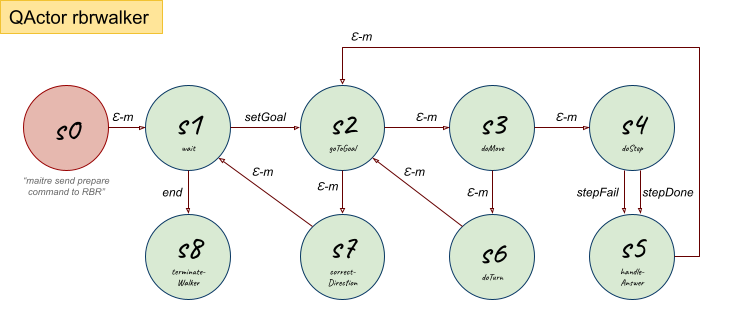 QActor rbrwalker
Ɛ-m
s0
Ɛ-m
s1
wait
setGoal
s2
goToGoal
Ɛ-m
s3
doMove
Ɛ-m
s4
doStep
"maitre send prepare
command to RBR"
end
Ɛ-m
Ɛ-m
Ɛ-m
Ɛ-m
stepFail
stepDone
s8
terminate-
Walker
s7
correct-
Direction
s6
doTurn
s5
handle-
Answer